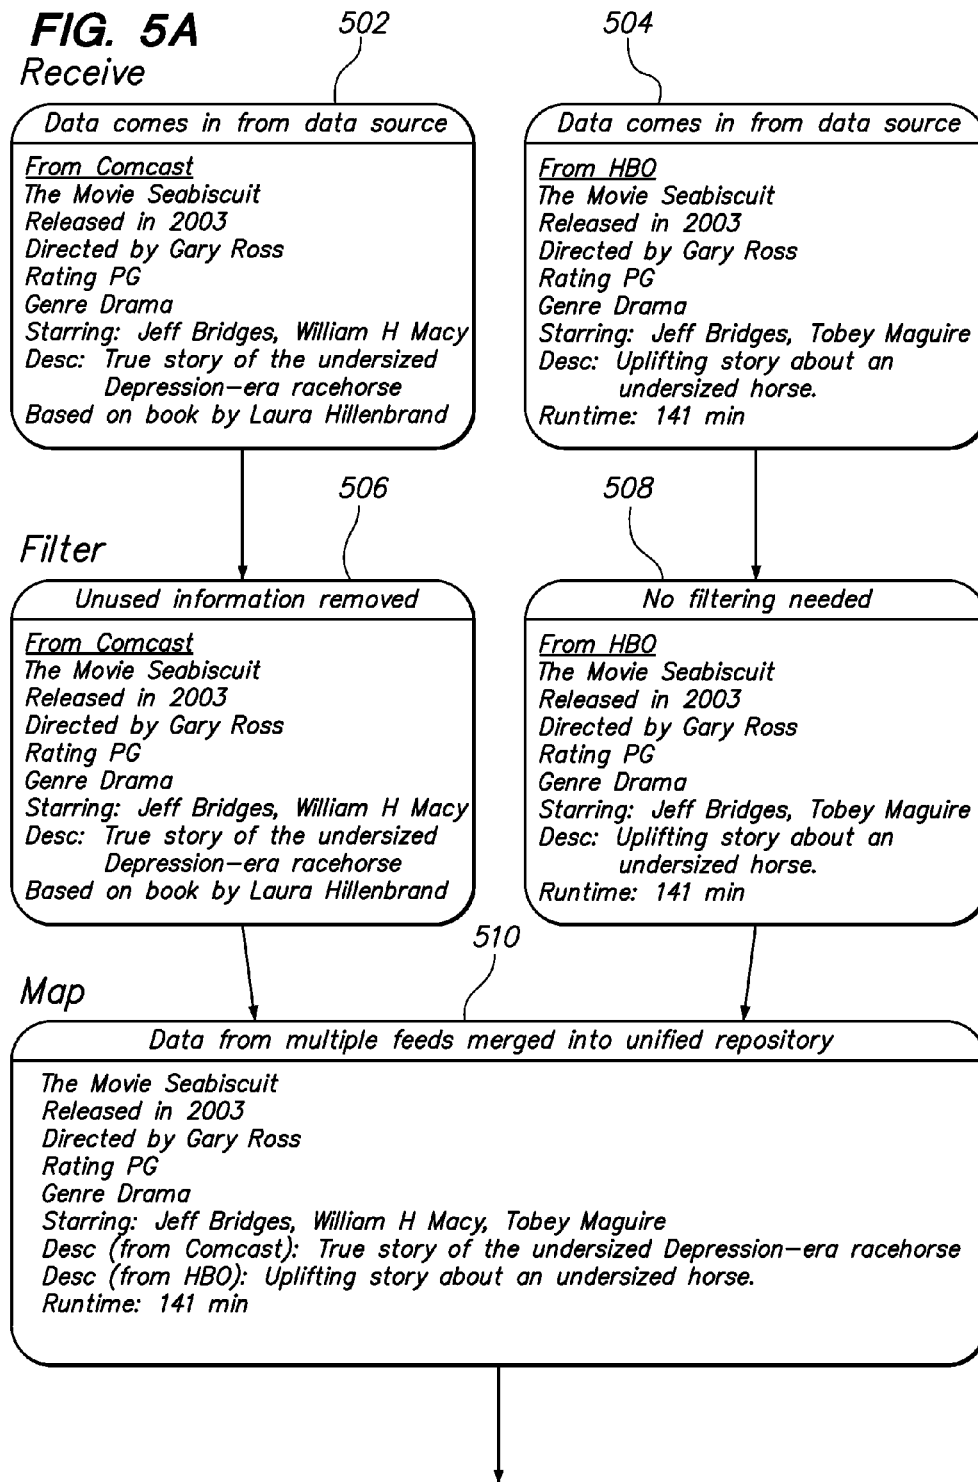 FIG. 5A
502
504
Receive
Data comes in from data source
From Comcast
The Movie Seabiscuit
Released in 2003
Directed by Gary Ross
Rating PG
Genre Drama
Starring: Jeff Bridges, William H Macy
Desc: True story of the undersized
Depression-era racehorse
Based on book by Laura Hillenbrand
Data comes in from data source
From HBO
The Movie Seabiscuit
Released in 2003
Directed by Gary Ross
Rating PG
Genre Drama
Starring: Jeff Bridges, Tobey Maguire
Desc: Uplifting story about an
undersized horse.
Runtime: 141 min
506
508
Filter
Unused information removed
From Comcast
The Movie Seabiscuit
Released in 2003
Directed by Gary Ross
Rating PG
Genre Drama
Starring: Jeff Bridges, William H Macy
Desc: True story of the undersized
Depression-era racehorse
Based on book by Laura Hillenbrand
No filtering needed
From HBO
The Movie Seabiscuit
Released in 2003
Directed by Gary Ross
Rating PG
Genre Drama
Starring: Jeff Bridges, Tobey Maguire
Desc: Uplifting story about an
undersized horse.
Runtime: 141 min
510
Map
Data from multiple feeds merged into unified repository
The Movie Seabiscuit
Released in 2003
Directed by Gary Ross
Rating PG
Genre Drama
Starring: Jeff Bridges, William H Macy, Tobey Maguire
Desc (from Comcast): True story of the undersized Depression-era racehorse
Desc (from HBO): Uplifting story about an undersized horse.
Runtime: 141 min